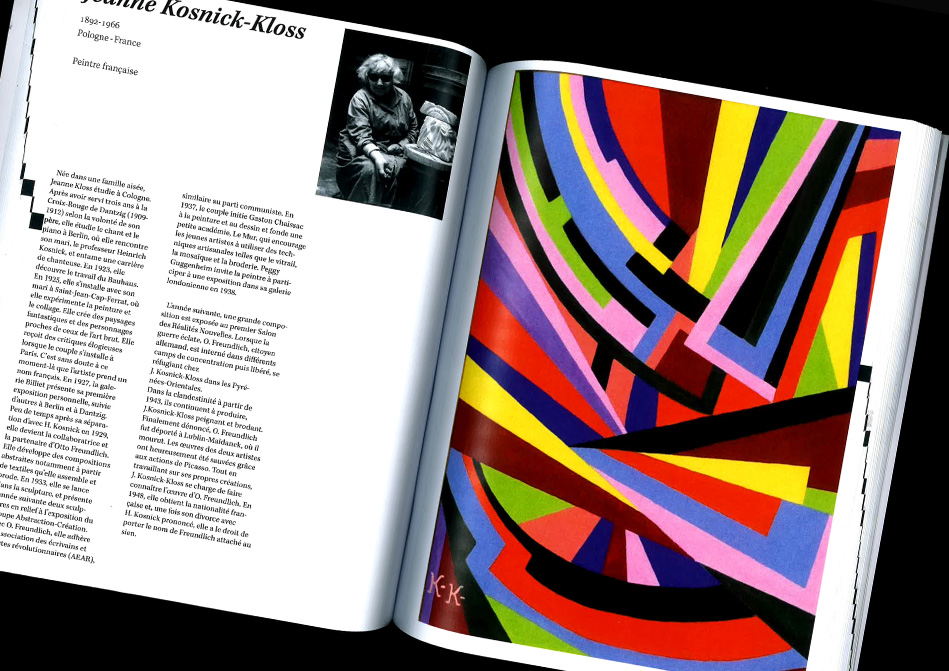 Jeanne Kosnick-Kloss
1892-1966
Pologne - France
Peintre française
Née dans une famille aisée,
Jeanne Kloss étudie à Cologne.
Après avoir servi trois ans à la
Croix-Rouge de Dantzig (1909-
1912) selon la volonté de son
père, elle étudie le chant et le
piano à Berlin, où elle rencontre
son mari, le professeur Heinrich
Kosnick, et entame une carrière
de chanteuse. En 1923, elle
découvre le travail du Bauhaus.
En 1925, elle s'installe avec son
mari à Saint-Jean-Cap-Ferrat, où
elle expérimente la peinture et
le collage. Elle crée des paysages
fantastiques et des personnages
proches de ceux de l'art brut. Elle
reçoit des critiques élogieuses
lorsque le couple s'installe à
Paris. C'est sans doute à ce
moment-là que l'artiste prend un
nom français. En 1927, la gale-
rie Billiet présente sa première
exposition personnelle, suivie
d'autres à Berlin et à Dantzig.
Peu de temps après sa sépara-
tion d'avec H. Kosnick en 1929,
elle devient la collaboratrice et
la partenaire d'Otto Freundlich.
Elle développe des compositions
abstraites notamment à partir
de textiles qu'elle assemble et
brode. En 1933, elle se lance
dans la sculpture, et présente
année suivante deux sculp-
res en relief à l'exposition du
oupe Abstraction-Création.
ec O. Freundlich, elle adhère
ssociation des écrivains et
tes révolutionnaires (AEAR),
similaire au parti communiste. En
1937, le couple initie Gaston Chaissac
à la peinture et au dessin et fonde une
petite académie, Le Mur, qui encourage
les jeunes artistes à utiliser des tech-
niques artisanales telles que le vitrail,
la mosaïque et la broderie. Peggy
Guggenheim invite la peintre à parti-
ciper à une exposition dans sa galerie
londonienne en 1938.
L'année suivante, une grande compo-
sition est exposée au premier Salon
des Réalités Nouvelles. Lorsque la
guerre éclate, O. Freundlich, citoyen
allemand, est interné dans différents
camps de concentration puis libéré, se
réfugiant chez
J. Kosnick-Kloss dans les Pyré-
nées-Orientales.
Dans la clandestinité à partir de
1943, ils continuent à produire,
J.Kosnick-Kloss peignant et brodant.
Finalement dénoncé, O. Freundlich
fut déporté à Lublin-Maïdanek, où il
mourut. Les œuvres des deux artistes
ont heureusement été sauvées grâce
aux actions de Picasso. Tout en
travaillant sur ses propres créations,
J. Kosnick-Kloss se charge de faire
connaître l'œuvre d'O. Freundlich. En
1948, elle obtient la nationalité fran-
çaise et, une fois son divorce avec
H. Kosnick prononcé, elle a le droit de
porter le nom de Freundlich attaché au
sien.
K-K-